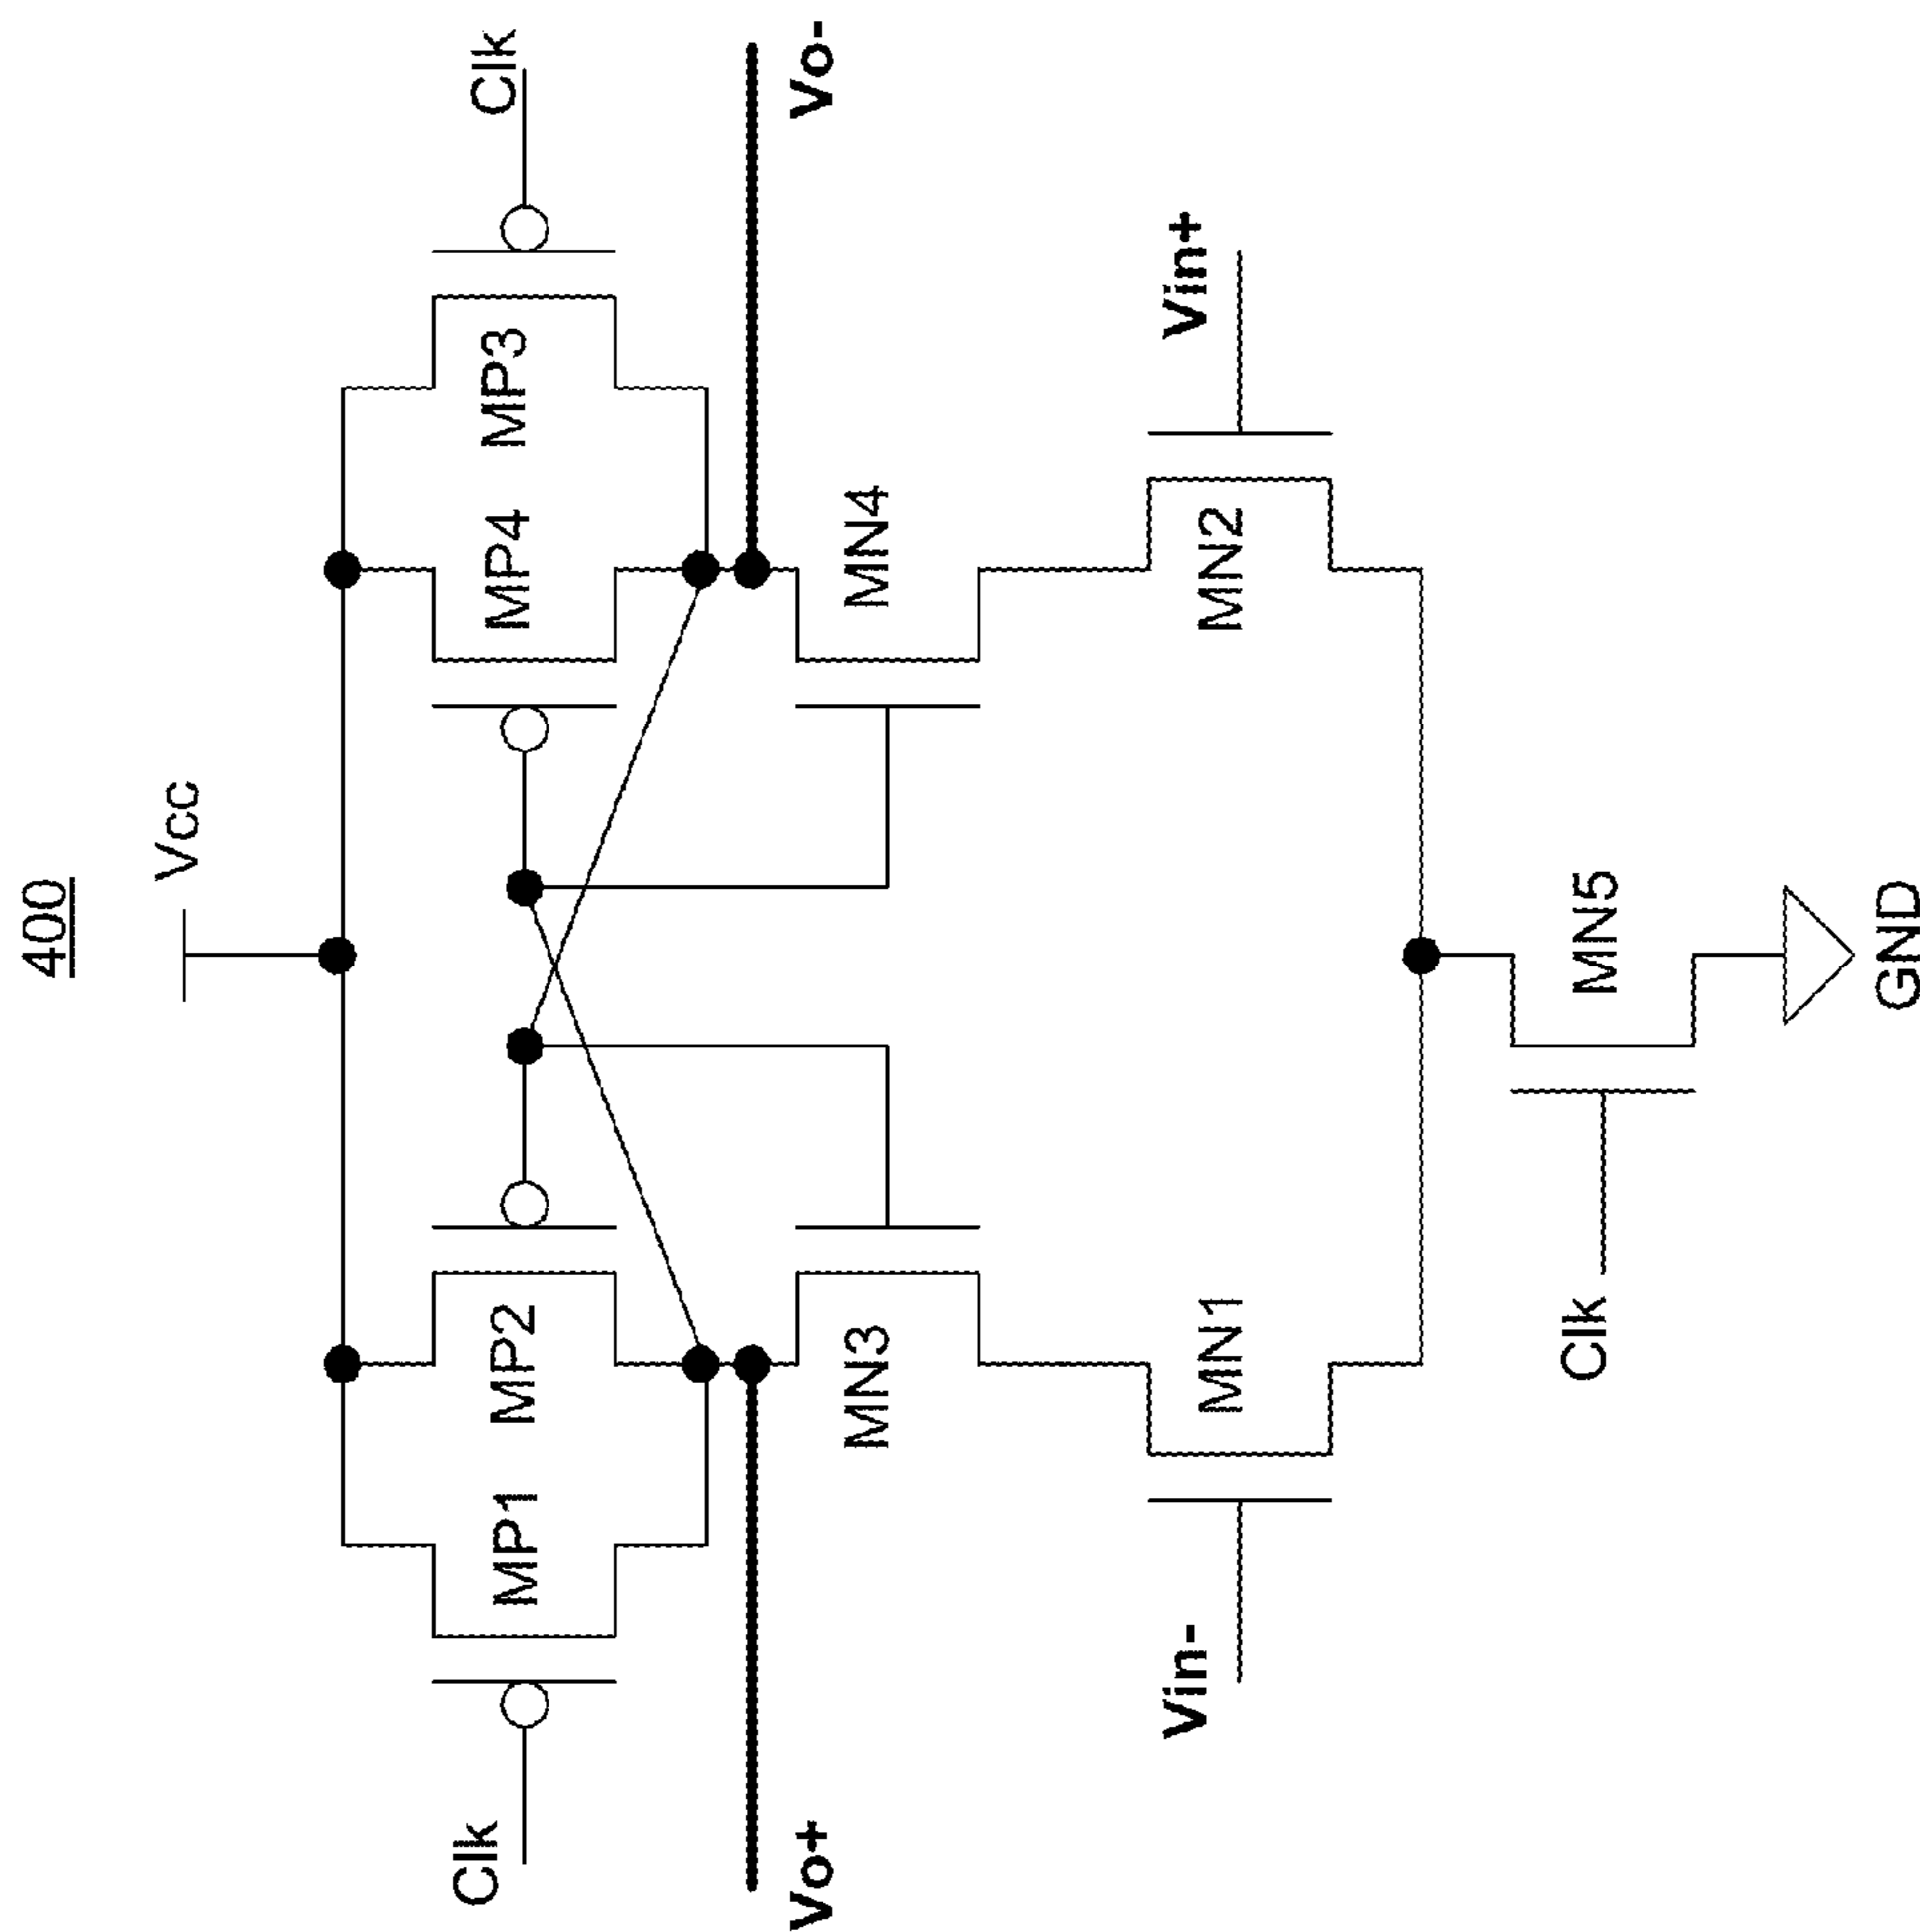 400
Vcc
Clk
MP1
MP2
MP4
MP3
Clk
Vo+
MN3
MN4
Vo-
Vin-
MN1
MN2
Vin+
Clk
MN5
GND